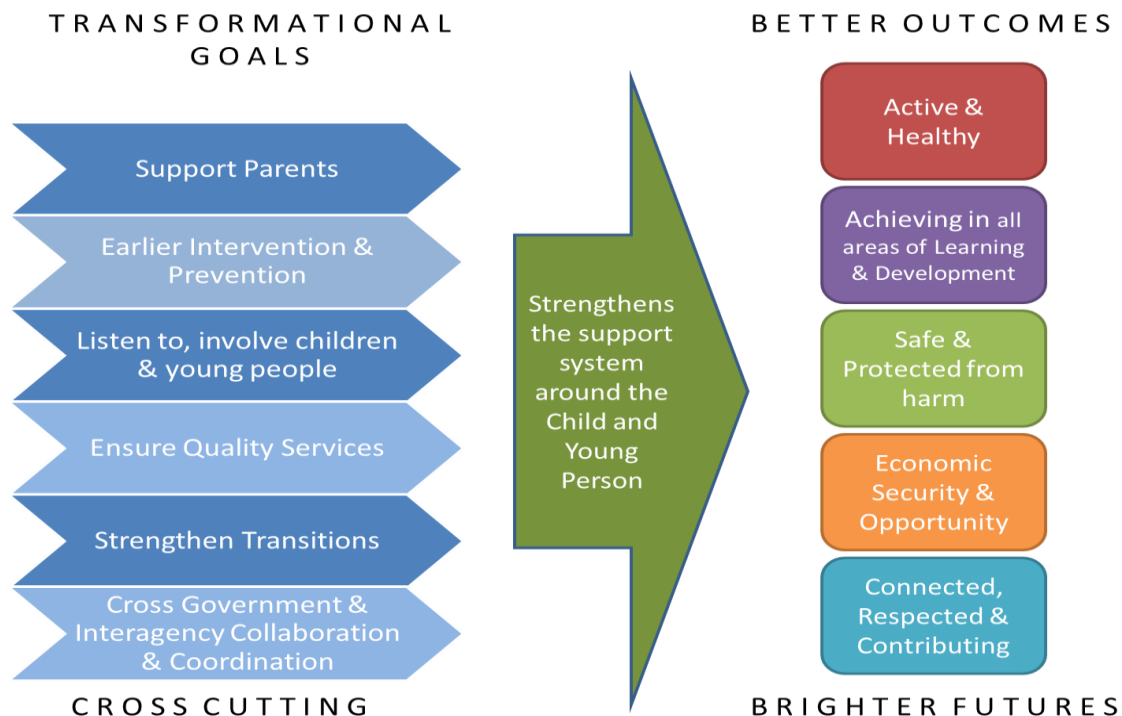 TRANSFORMATIONAL
GOALS
Support Parents
Earlier Intervention &
Prevention
Listen to, involve children
& young people
Ensure Quality Services
Strengthen Transitions
Cross Government &
Interagency Collaboration
& Coordination
CROSS CUTTING
Strengthens
the support
system
around the
Child and
Young
Person
BETTER OUTCOMES
Active &
Healthy
Achieving in all
areas of Learning
& Development
Safe &
Protected from
harm
Economic
Security &
Opportunity
Connected,
Respected &
Contributing
BRIGHTER FUTURES